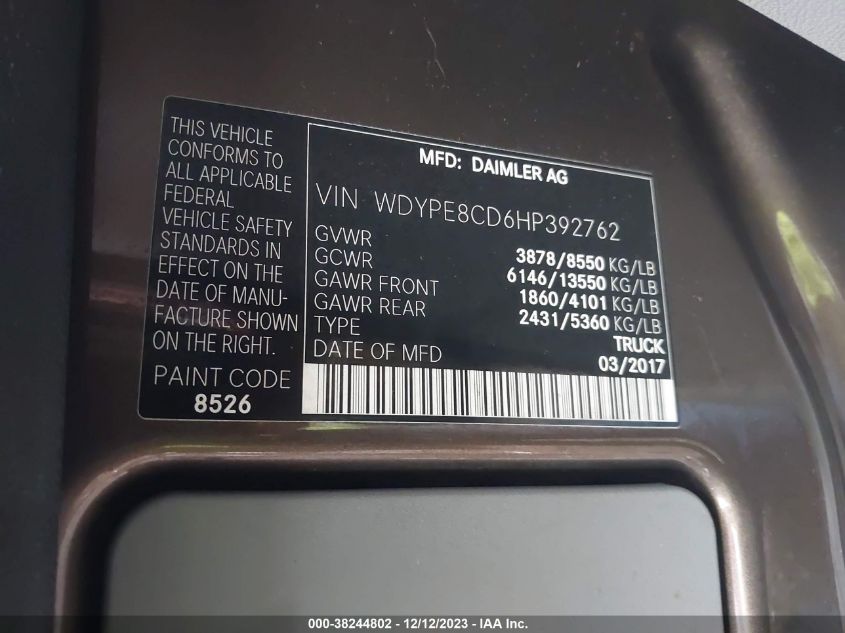 THIS VEHICLE
CONFORMS TO
ALL APPLICABLE
FEDERAL
VEHICLE SAFETY
STANDARDS IN
EFFECT ON THE
DATE OF MANU-
FACTURE SHOWN
ON THE RIGHT.
PAINT CODE
8526
MFD: DAIMLER AG
VIN WDYPE8CD6HP392762
GVWR 3878/8550 KG/LB
GCWR 6146/13550 KG/LB
GAWR FRONT 1860/4101 KG/LB
GAWR REAR 2431/5360 KG/LB
TYPE TRUCK
DATE OF MFD 03/2017
000-38244802 - 12/12/2023 - IAA Inc.